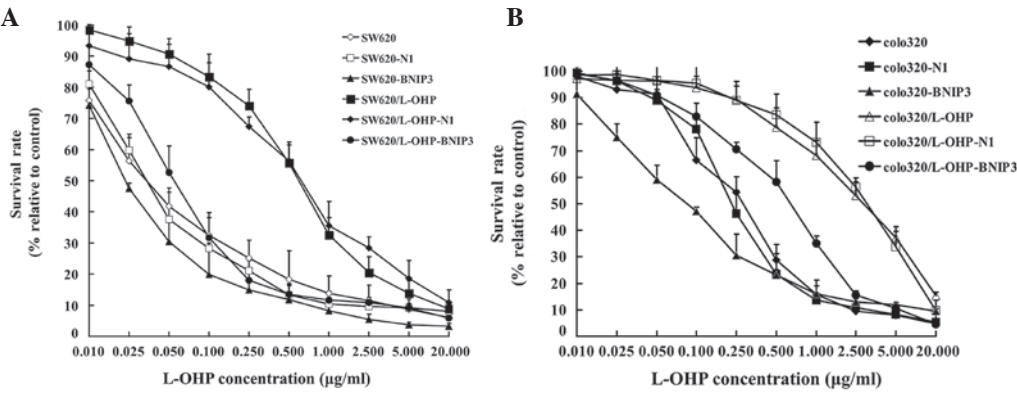 A
100
90
80
70
60
50
40
30
20
10
0
Survival rate
(% relative to control)
0.010 0.025 0.050 0.100 0.250 0.500 1.000 2.500 5.000 20.000
L-OHP concentration (µg/ml)
SW620
SW620-N1
SW620-BNIP3
SW620/L-OHP
SW620/L-OHP-N1
SW620/L-OHP-BNIP3
B
100
90
80
70
60
50
40
30
20
10
0
Survival rate
(% relative to control)
0.010 0.025 0.050 0.100 0.250 0.500 1.000 2.500 5.000 20.000
L-OHP concentration (µg/ml)
colo320
colo320-N1
colo320-BNIP3
colo320/L-OHP
colo320/L-OHP-N1
colo320/L-OHP-BNIP3